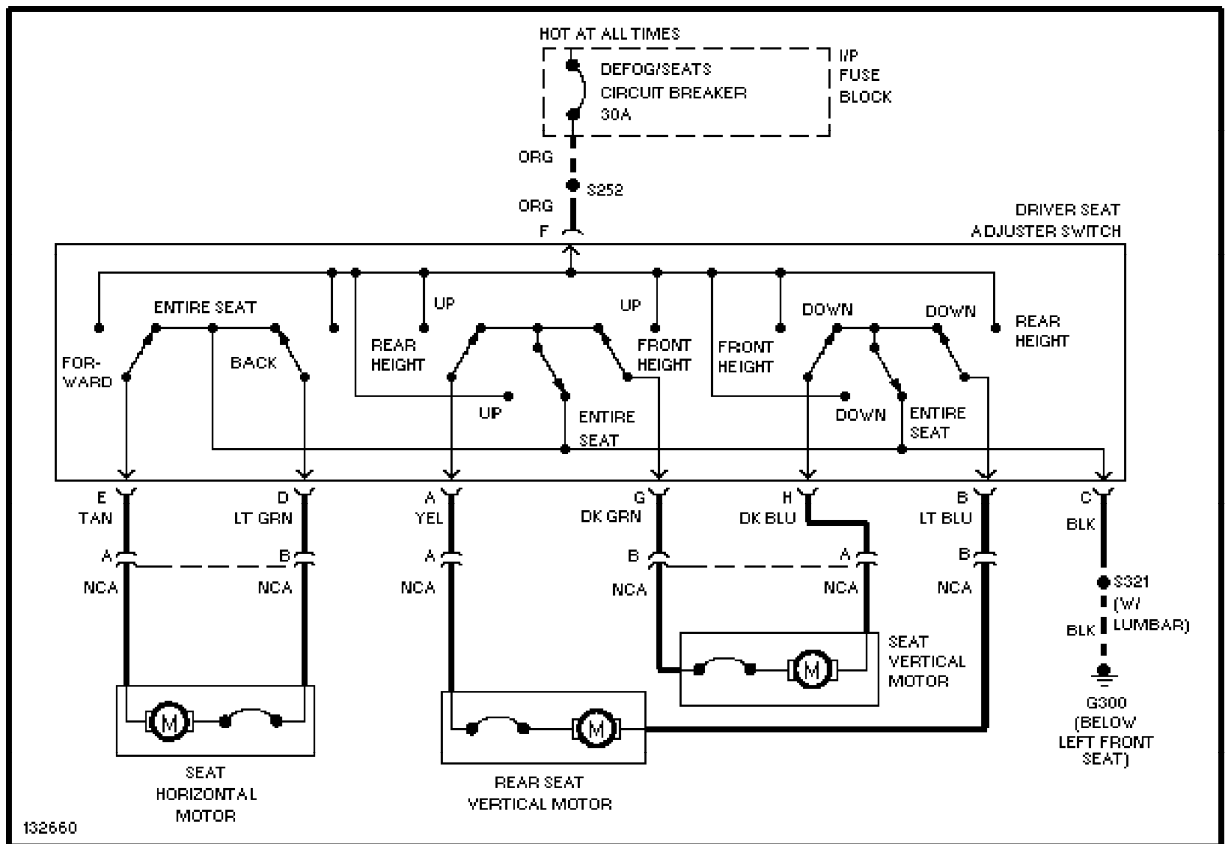 HOT AT ALL TIMES
DEFOG/SEATS
CIRCUIT BREAKER
30A
I/P
FUSE
BLOCK
ORG
S252
ORG
F
DRIVER SEAT
ADJUSTER SWITCH
ENTIRE SEAT
FOR-
WARD
BACK
UP
REAR
HEIGHT
UP
UP
FRONT
HEIGHT
ENTIRE
SEAT
FRONT
HEIGHT
DOWN
DOWN
REAR
HEIGHT
DOWN
ENTIRE
SEAT
E
D
A
G
H
B
C
TAN
LT GRN
YEL
DK GRN
DK BLU
LT BLU
BLK
A
B
A
B
A
B
NCA
NCA
NCA
NCA
NCA
NCA
S321
(W/
LUMBAR)
BLK
SEAT
VERTICAL
MOTOR
M
M
M
G300
(BELOW
LEFT FRONT
SEAT)
SEAT
HORIZONTAL
MOTOR
REAR SEAT
VERTICAL MOTOR
132660